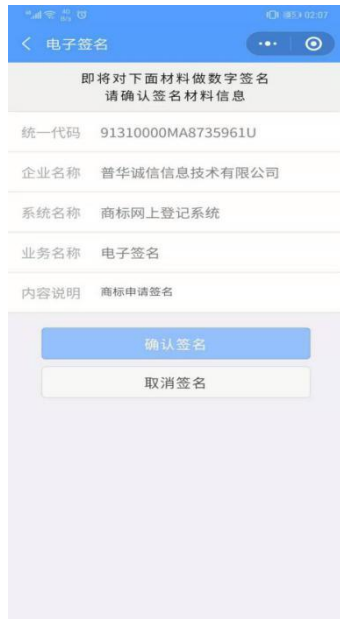 02:07
电子签名
即将对下面材料做数字签名
请确认签名材料信息
统一代码 91310000MA8735961U
企业名称 普华诚信信息技术有限公司
系统名称 商标网上登记系统
业务名称 电子签名
内容说明 商标申请签名
确认签名
取消签名